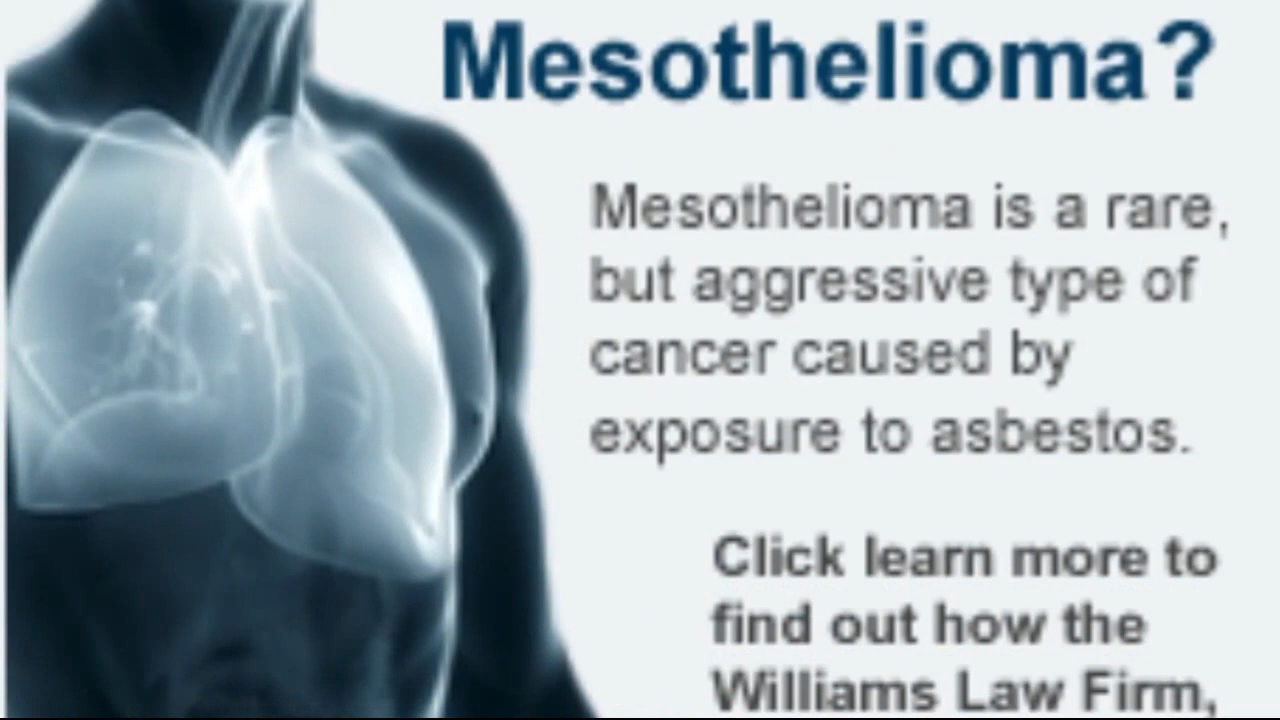 Mesothelioma?
Mesothelioma is a rare,
but aggressive type of
cancer caused by
exposure to asbestos.
Click learn more to
find out how the
Williams Law Firm,